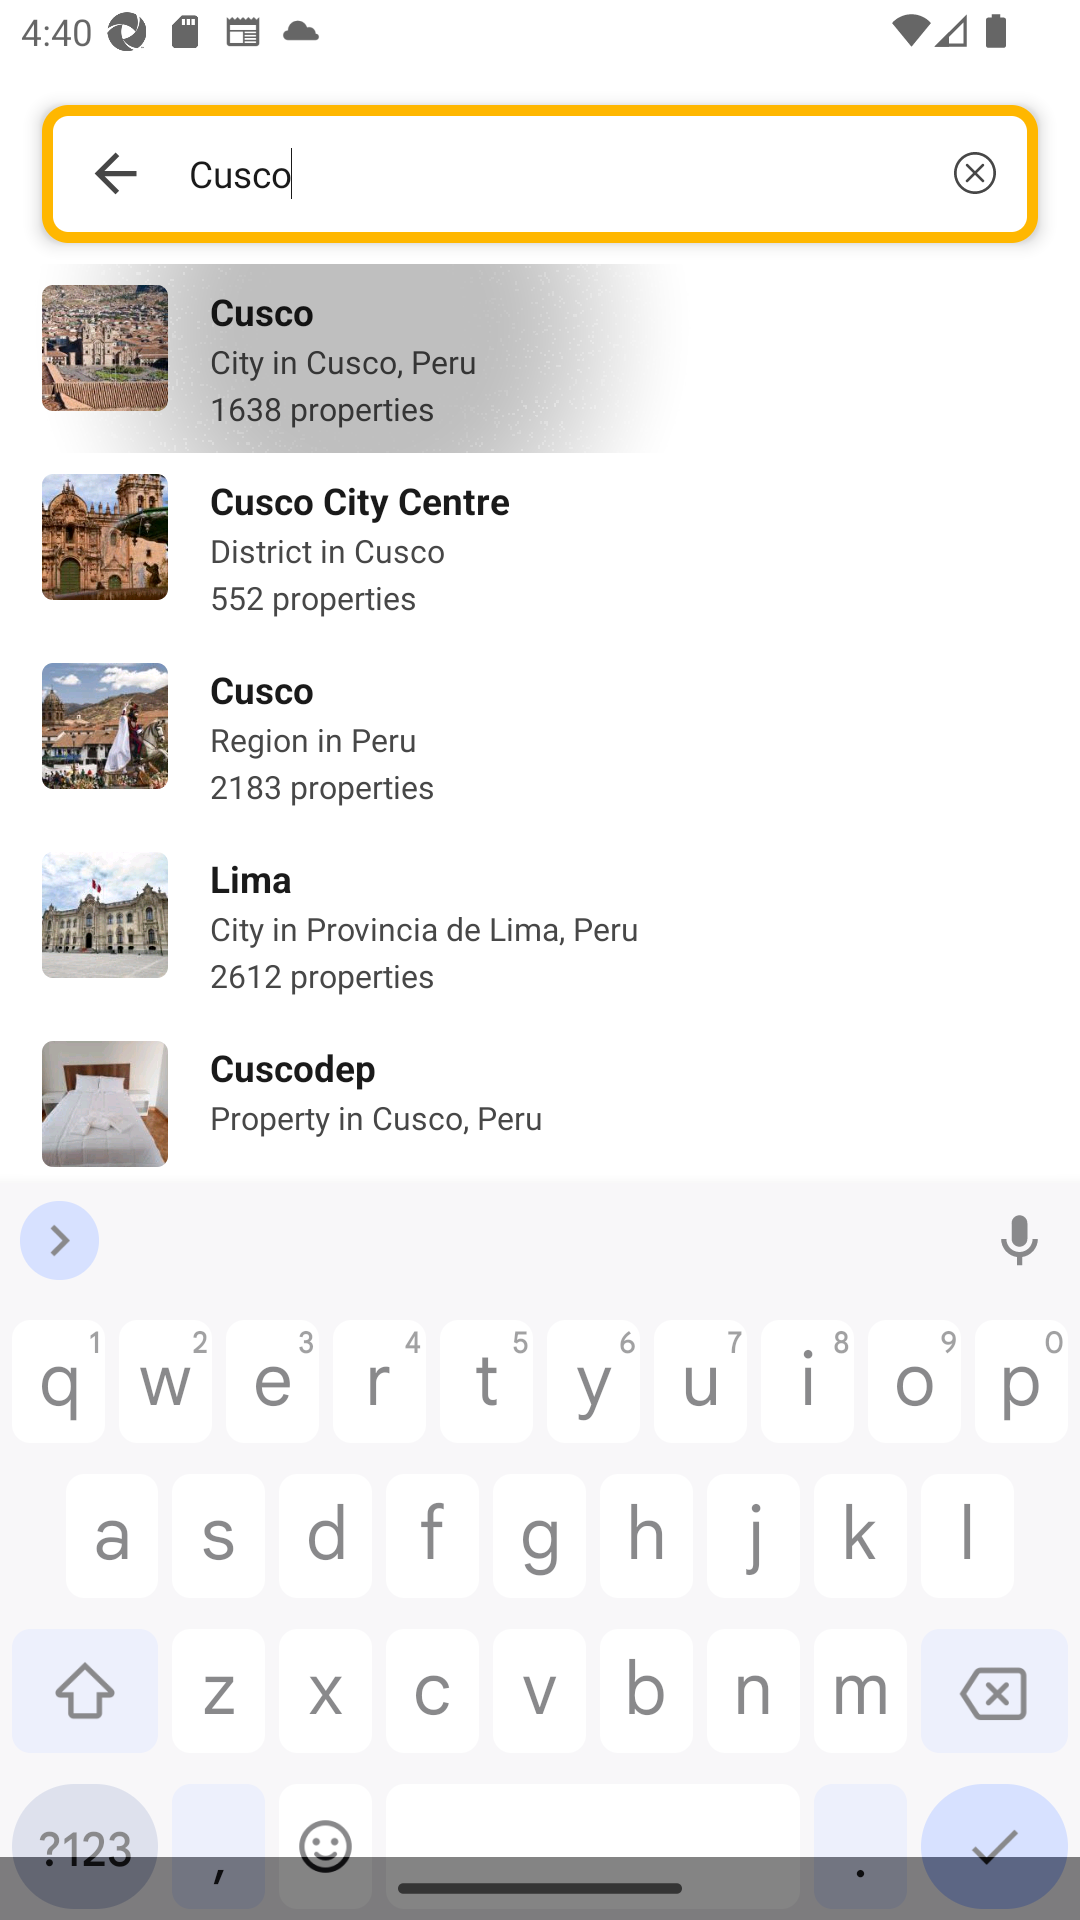 4:40
Cusco
Cusco
City in Cusco, Peru
1638 properties
Cusco City Centre
District in Cusco
552 properties
Cusco
Region in Peru
2183 properties
Lima
City in Provincia de Lima, Peru
2612 properties
Cuscodep
Property in Cusco, Peru
1 2 3 4 5 6 7 8 9 0
q w e r t y u i o p
a s d f g h j k l
z x c v b n m
?123 , .